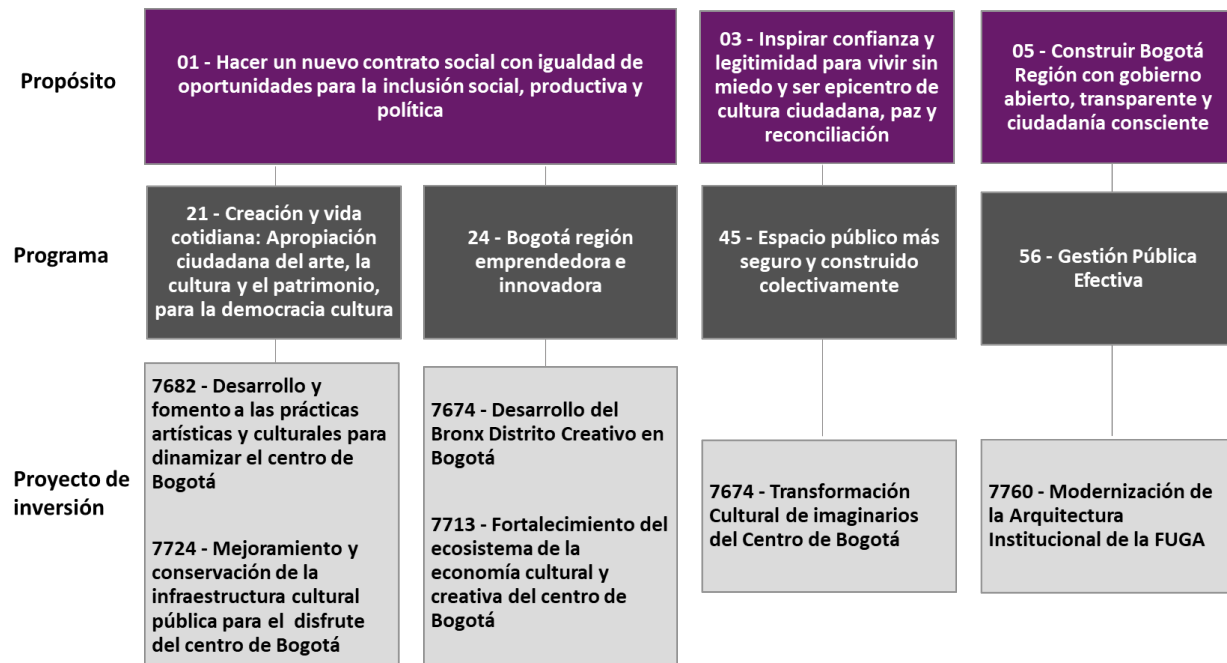 Propósito
01 - Hacer un nuevo contrato social con igualdad de
oportunidades para la inclusión social, productiva y
política
03 - Inspirar confianza y
legitimidad para vivir sin
miedo y ser epicentro de
cultura ciudadana, paz y
reconciliación
05 - Construir Bogotá
Región con gobierno
abierto, transparente y
ciudadanía consciente
Programa
21 - Creación y vida
cotidiana: Apropiación
ciudadana del arte, la
cultura y el patrimonio,
para la democracia cultura
24 - Bogotá región
emprendedora e
innovadora
45 - Espacio público más
seguro y construido
colectivamente
56 - Gestión Pública
Efectiva
Proyecto de
inversión
7682 - Desarrollo y
fomento a las prácticas
artísticas y culturales para
dinamizar el centro de
Bogotá
7724 - Mejoramiento y
conservación de la
infraestructura cultural
pública para el disfrute
del centro de Bogotá
7674 - Desarrollo del
Bronx Distrito Creativo en
Bogotá
7713 - Fortalecimiento del
ecosistema de la
economía cultural y
creativa del centro de
Bogotá
7674 - Transformación
Cultural de imaginarios
del Centro de Bogotá
7760 - Modernización de
la Arquitectura
Institucional de la FUGA